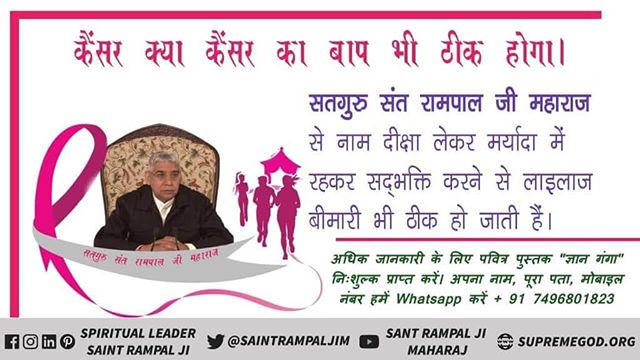 कैंसर क्या कैंसर का बाप भी ठीक होगा।
सतगुरु संत रामपाल जी महाराज
से नाम दीक्षा लेकर मर्यादा में
रहकर सद्भक्ति करने से लाइलाज
बीमारी भी ठीक हो जाती हैं।
सतगुरु संत रामपाल जी महाराज
अधिक जानकारी के लिए पवित्र पुस्तक "ज्ञान गंगा"
निःशुल्क प्राप्त करें। अपना नाम, पूरा पता, मोबाइल
नंबर हमें Whatsapp करें + 91 7496801823
SPIRITUAL LEADER
SAINT RAMPAL JI
@SAINTRAMPALJIM
SANT RAMPAL JI
MAHARAJ
SUPREMEGOD.ORG